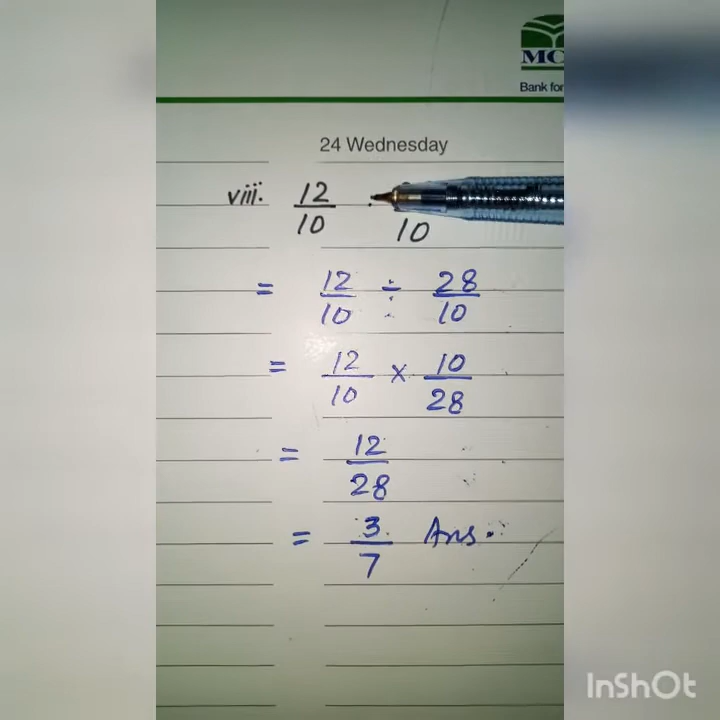 MC
Bank for
24 Wednesday
viii. 12/10 10
= 12/10 ÷ 28/10
= 12/10 × 10/28
= 12/28
= 3/7 Ans.
InShOt